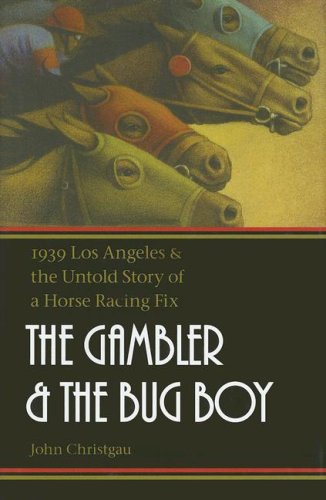 1939 Los Angeles &
the Untold Story of
a Horse Racing Fix
THE GAMBLER
& THE BUG BOY
John Christgau